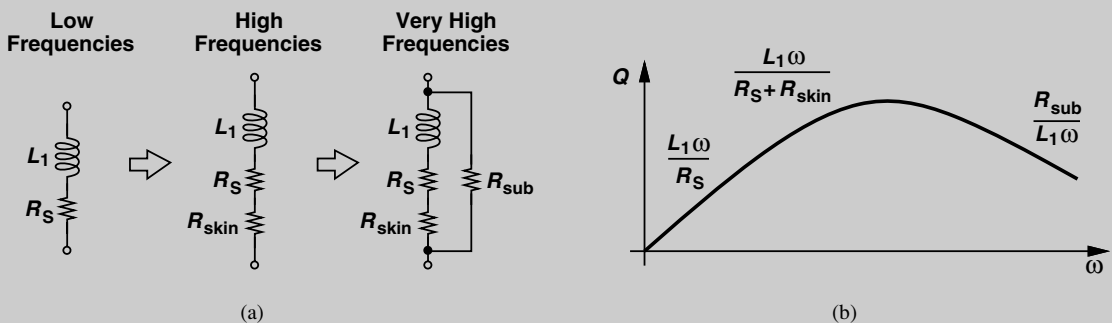 Low
Frequencies
High
Frequencies
Very High
Frequencies
L1
RS
L1
RS
Rskin
L1
RS
Rskin
Rsub
(a)
Q
L1ω
RS + Rskin
L1ω
RS
Rsub
L1ω
ω
(b)